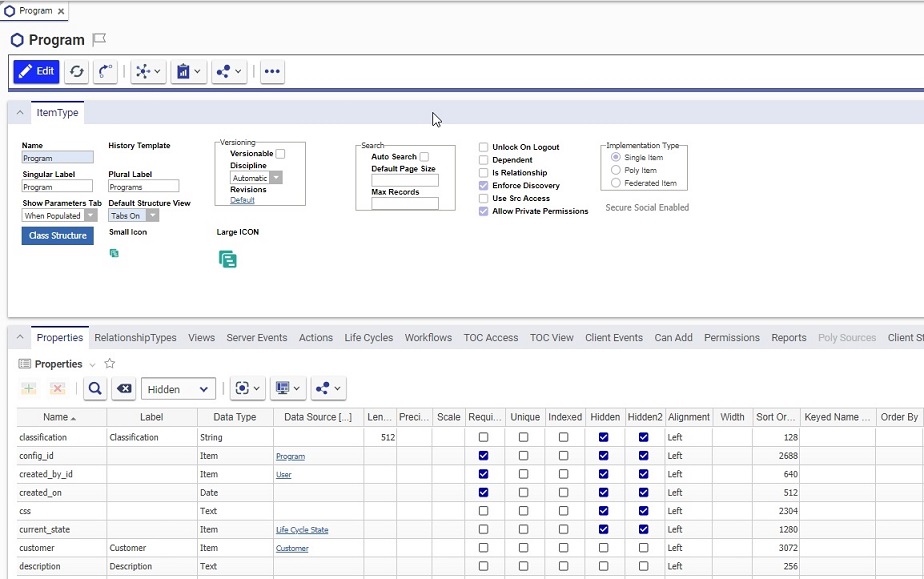 Program
Program
Edit
ItemType
Name
History Template
Program
Singular Label
Plural Label
Program
Programs
Show Parameters Tab
Default Structure View
When Populated
Tabs On
Class Structure
Small Icon
Large ICON
Versioning
Versionable
Discipline
Automatic
Revisions
Default
Search
Auto Search
Default Page Size
Max Records
Unlock On Logout
Dependent
Is Relationship
Enforce Discovery
Use Src Access
Allow Private Permissions
Implementation Type
Single Item
Poly Item
Federated Item
Secure Social Enabled
Properties RelationshipTypes Views Server Events Actions Life Cycles Workflows TOC Access TOC View Client Events Can Add Permissions Reports Poly Sources Client St
Properties
Hidden
Name Label Data Type Data Source [...] Len... Preci... Scale Requi... Unique Indexed Hidden Hidden2 Alignment Width Sort Or... Keyed Name ... Order By
classification Classification String 512 Left 128
config_id Item Program Left 2688
created_by_id Item User Left 640
created_on Date Left 512
css Text Left 2304
current_state Item Life Cycle State Left 1280
customer Customer Item Customer Left 3072
description Description Text Left 256